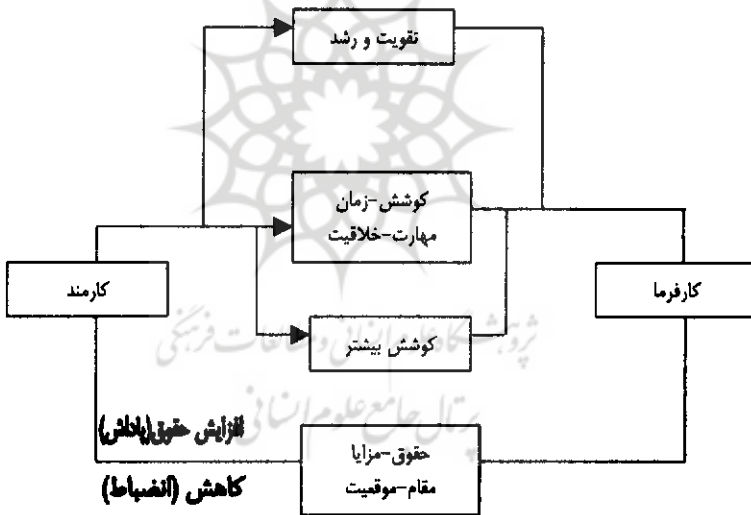 تقویت و رشد
کوشش-زمان
مهارت-خلاقیت
کارمند
کارفرما
کوشش بیشتر
پژوهشگاه علوم انسانی و مطالعات فرهنگی
پرتال جامع علوم انسانی
افزایش حقوق(پاداش)
حقوق-مزایا
مقام-موقعیت
کاهش (انضباط)